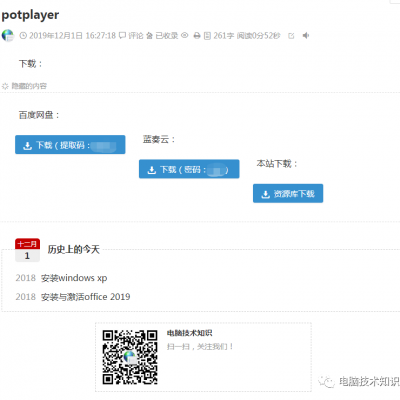 potplayer
2019年12月1日 16:27:18 评论 已收录 261字 阅读0分52秒
下载：
隐藏的内容
百度网盘：
下载（提取码：
蓝奏云：
下载（密码： ）
本站下载：
资源库下载
十二月
1
历史上的今天
2018 安装windows xp
2018 安装与激活office 2019
电脑技术知识
扫一扫，关注我们！
电脑技术知识